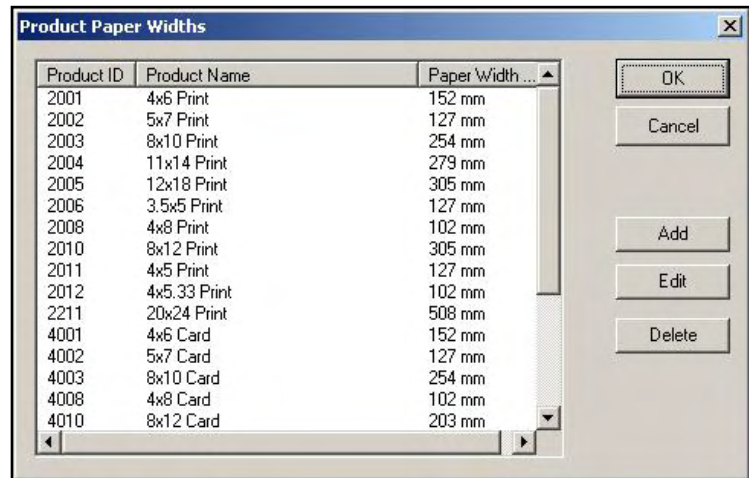 Product Paper Widths
Product ID Product Name Paper Width ...
2001 4x6 Print 152 mm
2002 5x7 Print 127 mm
2003 8x10 Print 254 mm
2004 11x14 Print 279 mm
2005 12x18 Print 305 mm
2006 3.5x5 Print 127 mm
2008 4x8 Print 102 mm
2010 8x12 Print 305 mm
2011 4x5 Print 127 mm
2012 4x5.33 Print 102 mm
2211 20x24 Print 508 mm
4001 4x6 Card 152 mm
4002 5x7 Card 127 mm
4003 8x10 Card 254 mm
4008 4x8 Card 102 mm
4010 8x12 Card 203 mm
OK
Cancel
Add
Edit
Delete